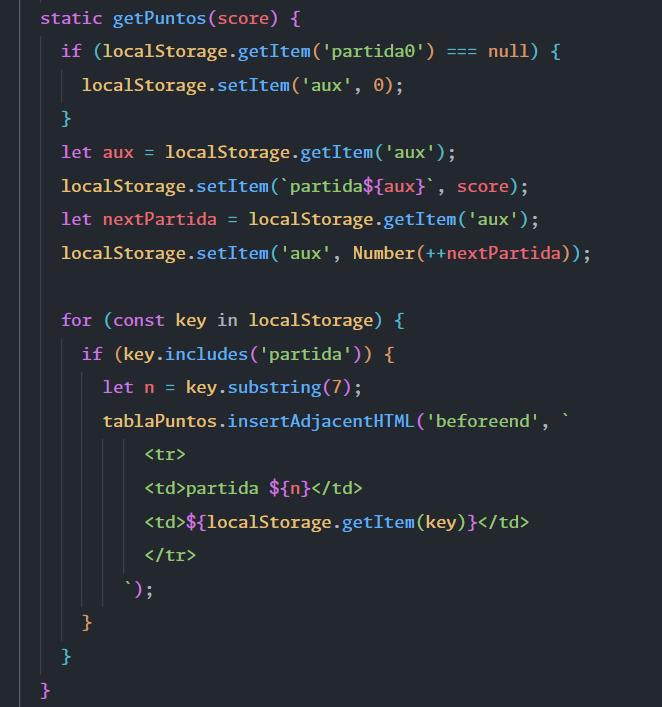 static getPuntos(score) {
if (localStorage.getItem('partida0') === null) {
localStorage.setItem('aux', 0);
}
let aux = localStorage.getItem('aux');
localStorage.setItem(`partida${aux}`, score);
let nextPartida = localStorage.getItem('aux');
localStorage.setItem('aux', Number(++nextPartida));
for (const key in localStorage) {
if (key.includes('partida')) {
let n = key.substring(7);
tablaPuntos.insertAdjacentHTML('beforeend', `
<tr>
<td>partida ${n}</td>
<td>${localStorage.getItem(key)}</td>
</tr>
`);
}
}
}